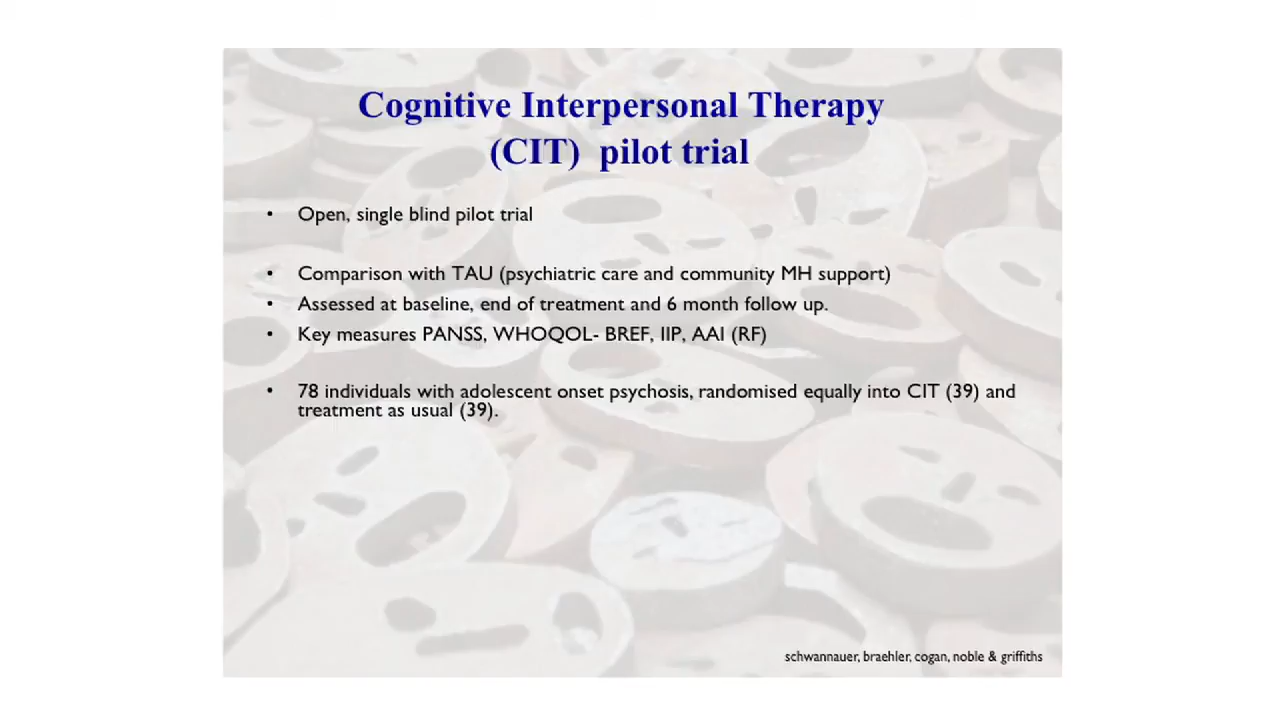 Cognitive Interpersonal Therapy
(CIT) pilot trial
• Open, single blind pilot trial
• Comparison with TAU (psychiatric care and community MH support)
• Assessed at baseline, end of treatment and 6 month follow up.
• Key measures PANSS, WHOQOL- BREF, IIP, AAI (RF)
• 78 individuals with adolescent onset psychosis, randomised equally into CIT (39) and
treatment as usual (39).
schwannauer, braehler, cogan, noble & griffiths